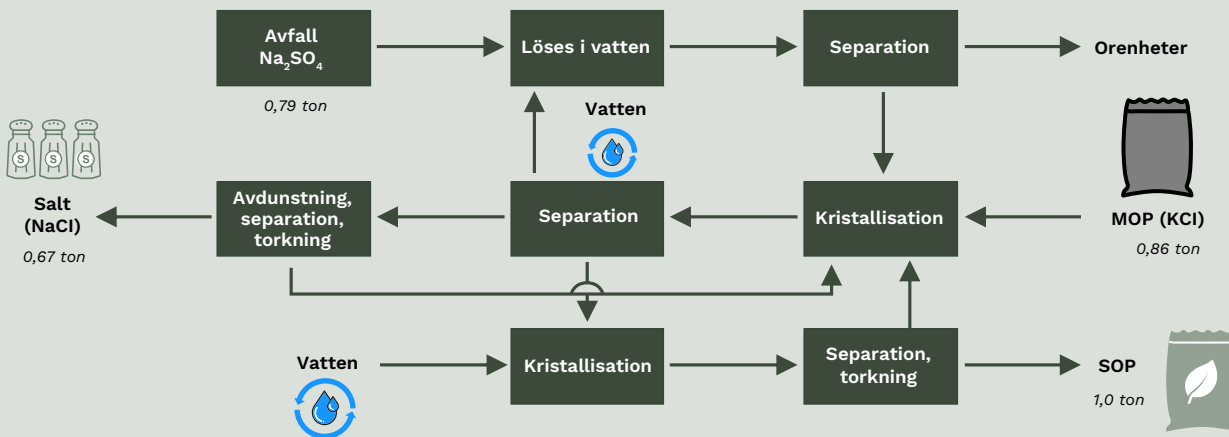 Avfall
Na₂SO₄
0,79 ton
Löses i vatten
Separation
Orenheter
Vatten
S S S
Salt
(NaCl)
0,67 ton
Avdunstning,
separation,
torkning
Separation
Kristallisation
MOP (KCl)
0,86 ton
Vatten
Kristallisation
Separation,
torkning
SOP
1,0 ton